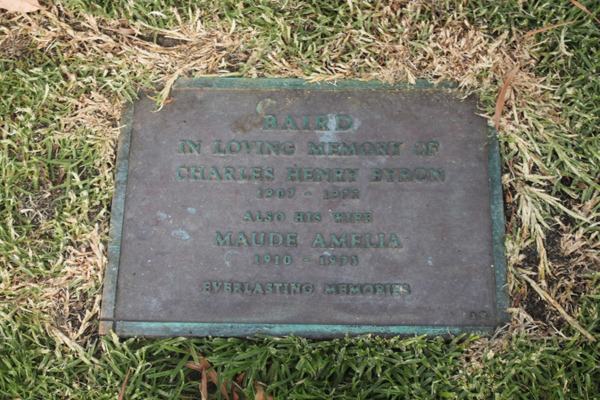 BAIRD
IN LOVING MEMORY OF
CHARLES HENRY BYRON
ALSO HIS WIFE
MAUDE AMELIA
EVERLASTING MEMORIES